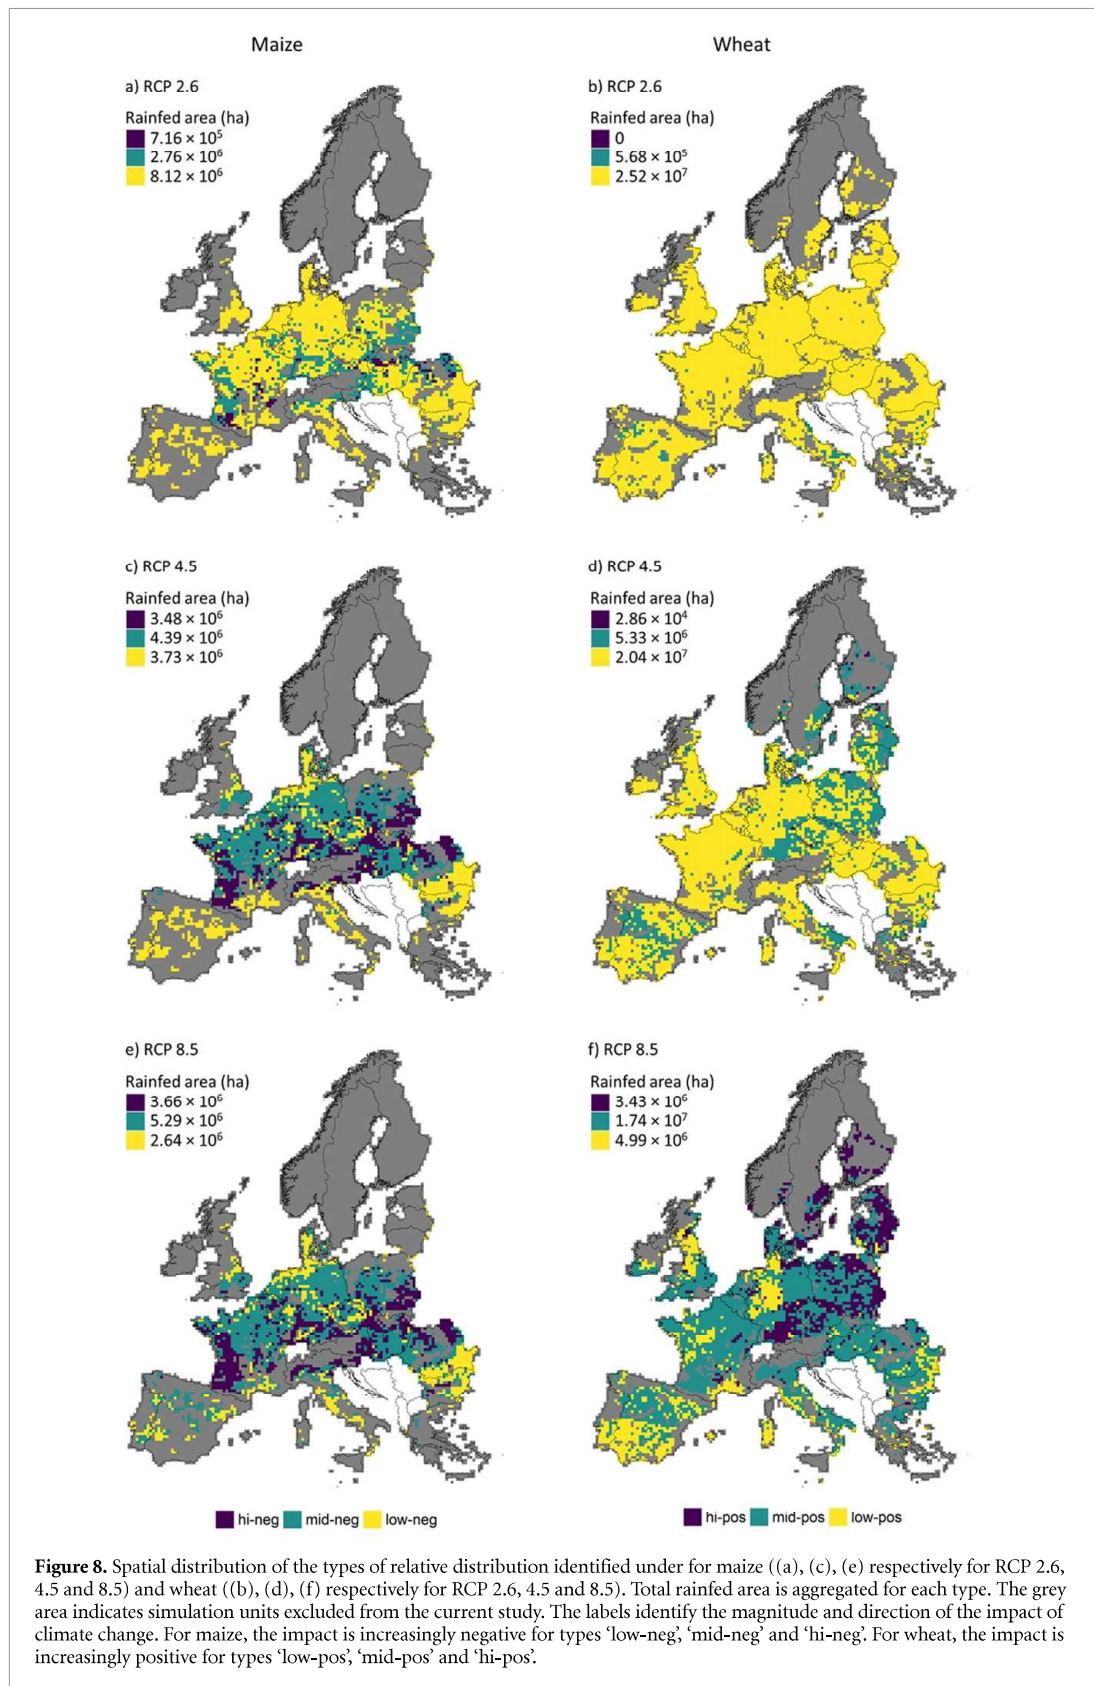 Maize
Wheat
a) RCP 2.6
Rainfed area (ha)
7.16 × 10⁵
2.76 × 10⁶
8.12 × 10⁶
b) RCP 2.6
Rainfed area (ha)
0
5.68 × 10⁵
2.52 × 10⁷
c) RCP 4.5
Rainfed area (ha)
3.48 × 10⁶
4.39 × 10⁶
3.73 × 10⁶
d) RCP 4.5
Rainfed area (ha)
2.86 × 10⁴
5.33 × 10⁶
2.04 × 10⁷
e) RCP 8.5
Rainfed area (ha)
3.66 × 10⁶
5.29 × 10⁶
2.64 × 10⁶
f) RCP 8.5
Rainfed area (ha)
3.43 × 10⁶
1.74 × 10⁷
4.99 × 10⁶
hi-neg mid-neg low-neg
hi-pos mid-pos low-pos
Figure 8. Spatial distribution of the types of relative distribution identified under for maize ((a), (c), (e) respectively for RCP 2.6,
4.5 and 8.5) and wheat ((b), (d), (f) respectively for RCP 2.6, 4.5 and 8.5). Total rainfed area is aggregated for each type. The grey
area indicates simulation units excluded from the current study. The labels identify the magnitude and direction of the impact of
climate change. For maize, the impact is increasingly negative for types ‘low-neg’, ‘mid-neg’ and ‘hi-neg’. For wheat, the impact is
increasingly positive for types ‘low-pos’, ‘mid-pos’ and ‘hi-pos’.